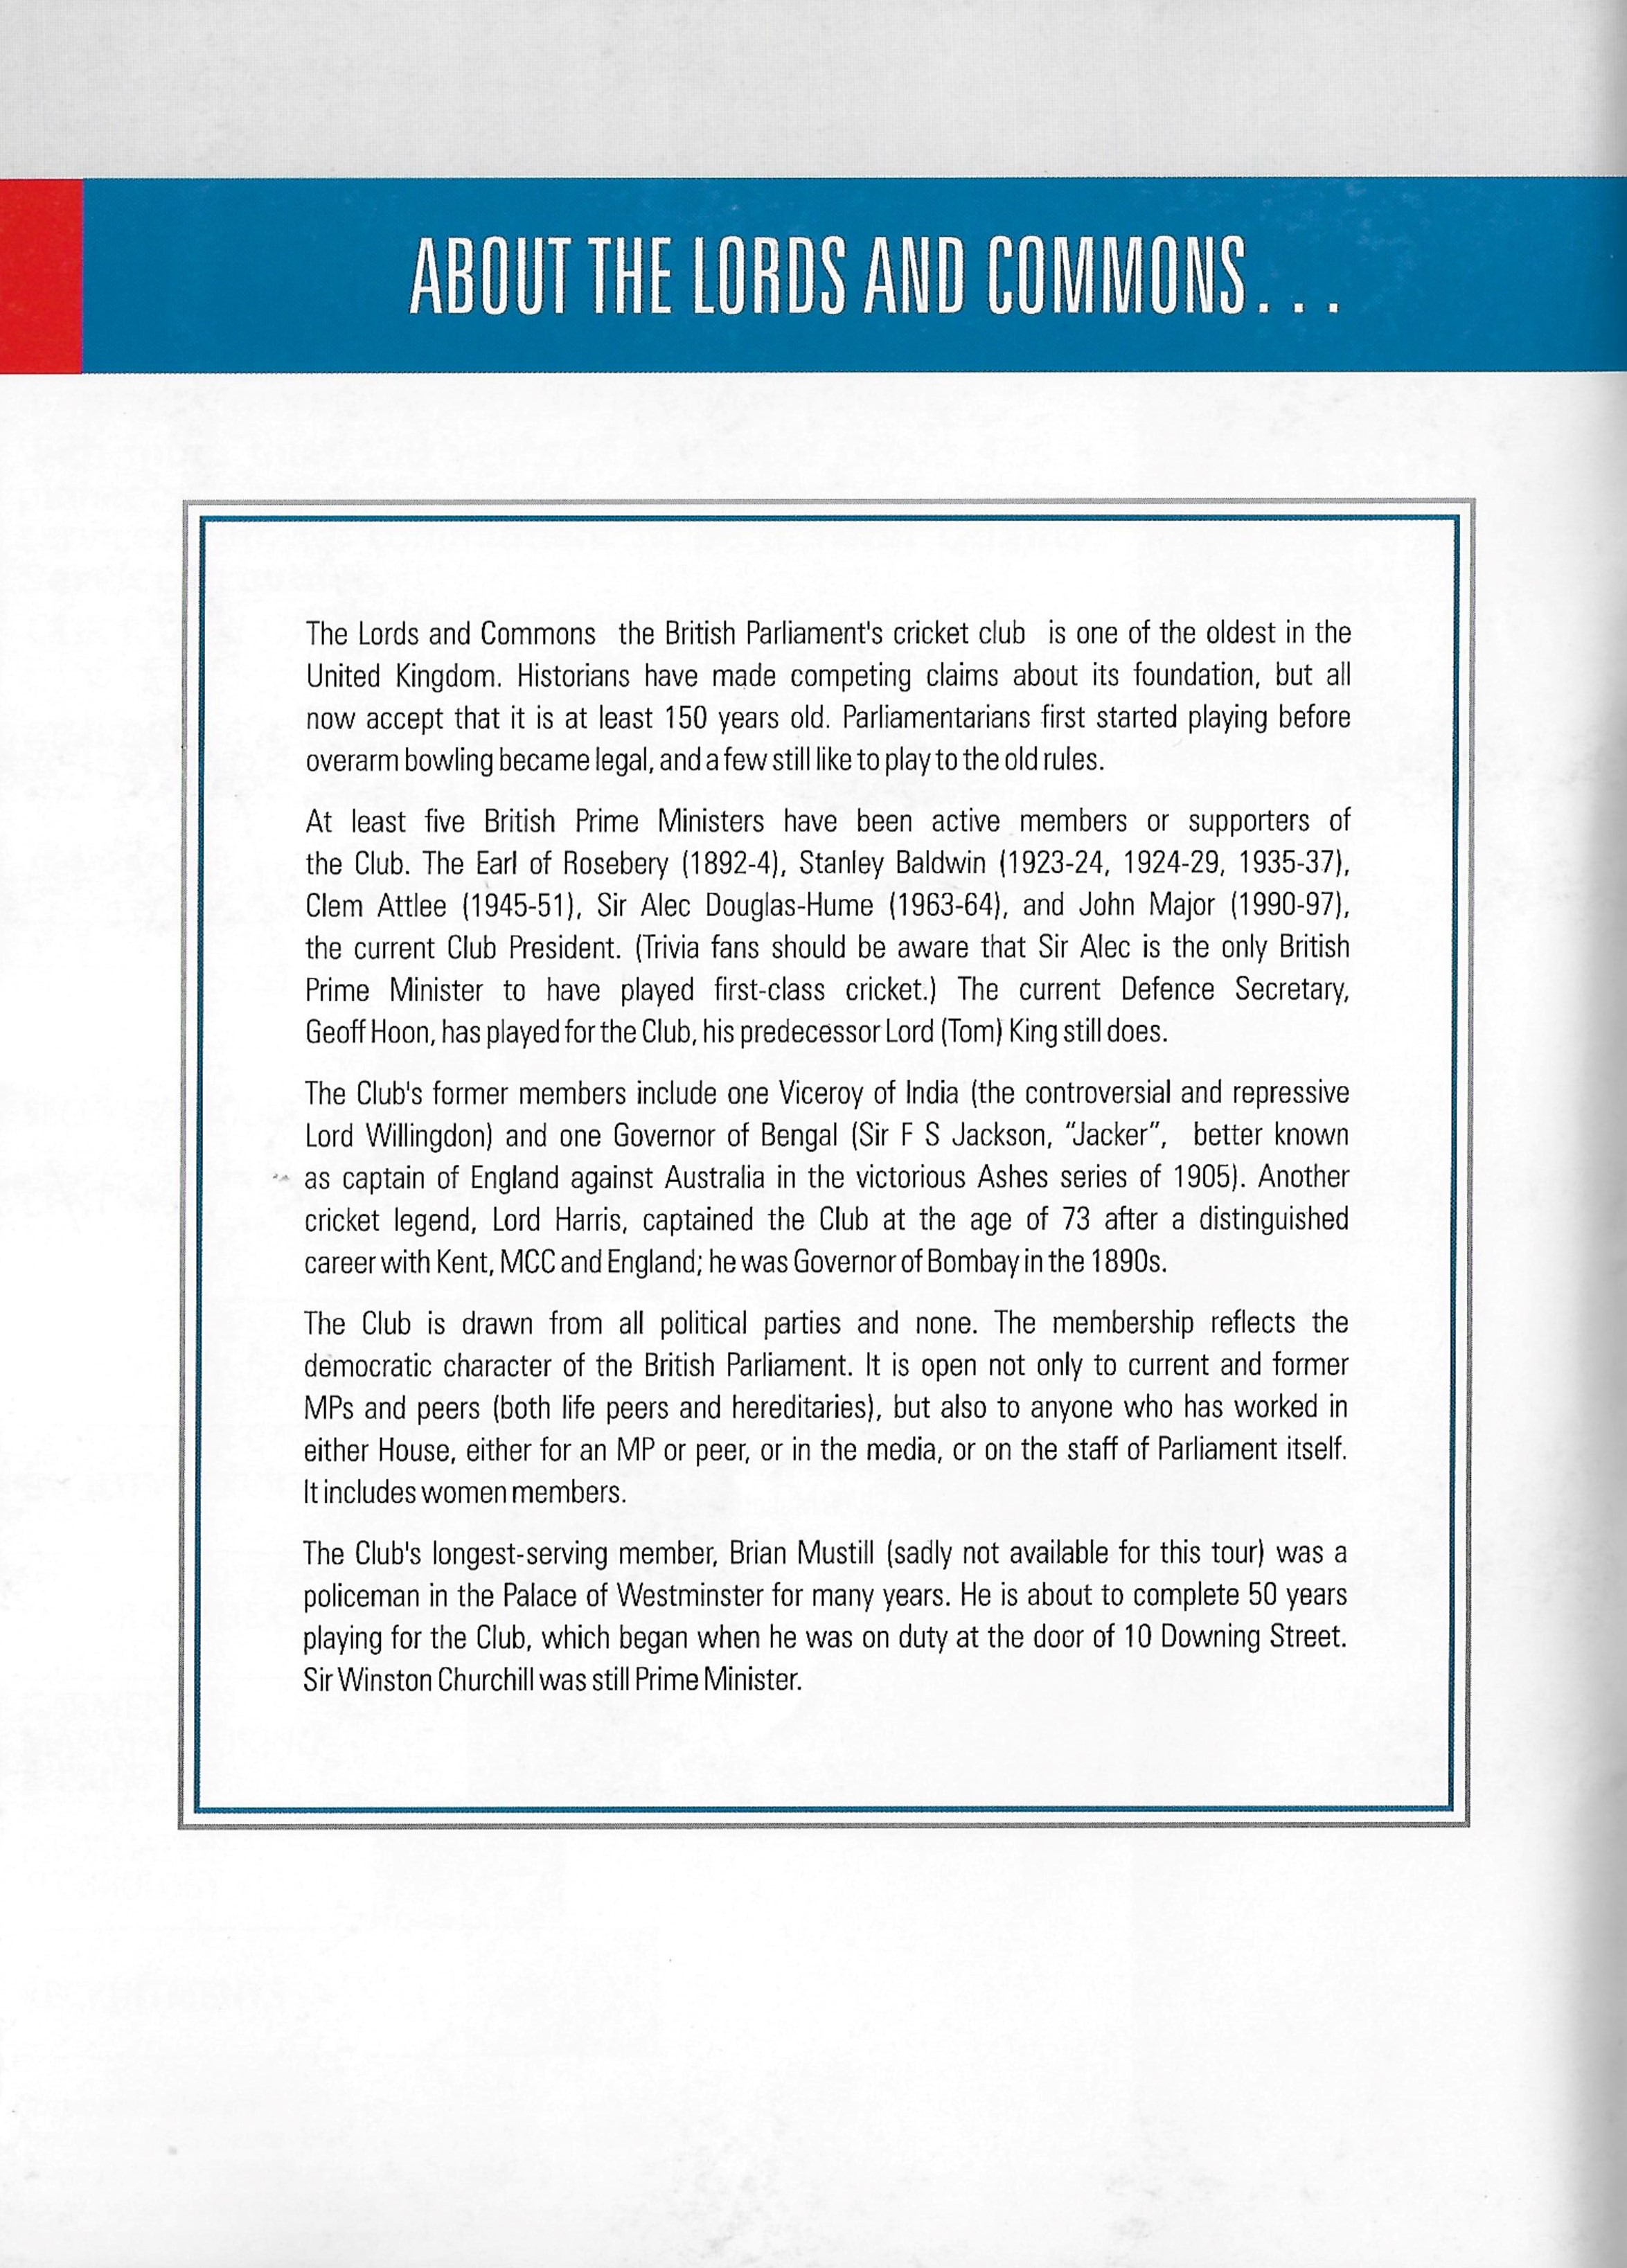 ABOUT THE LORDS AND COMMONS...
The Lords and Commons the British Parliament's cricket club is one of the oldest in the
United Kingdom. Historians have made competing claims about its foundation, but all
now accept that it is at least 150 years old. Parliamentarians first started playing before
overarm bowling became legal, and a few still like to play to the old rules.
At least five British Prime Ministers have been active members or supporters of
the Club. The Earl of Rosebery (1892-4), Stanley Baldwin (1923-24, 1924-29, 1935-37),
Clem Attlee (1945-51), Sir Alec Douglas-Hume (1963-64), and John Major (1990-97),
the current Club President. (Trivia fans should be aware that Sir Alec is the only British
Prime Minister to have played first-class cricket.) The current Defence Secretary,
Geoff Hoon, has played for the Club, his predecessor Lord (Tom) King still does.
The Club's former members include one Viceroy of India (the controversial and repressive
Lord Willingdon) and one Governor of Bengal (Sir F S Jackson, "Jacker", better known
as captain of England against Australia in the victorious Ashes series of 1905). Another
cricket legend, Lord Harris, captained the Club at the age of 73 after a distinguished
career with Kent, MCC and England; he was Governor of Bombay in the 1890s.
The Club is drawn from all political parties and none. The membership reflects the
democratic character of the British Parliament. It is open not only to current and former
MPs and peers (both life peers and hereditaries), but also to anyone who has worked in
either House, either for an MP or peer, or in the media, or on the staff of Parliament itself.
It includes women members.
The Club's longest-serving member, Brian Mustill (sadly not available for this tour) was a
policeman in the Palace of Westminster for many years. He is about to complete 50 years
playing for the Club, which began when he was on duty at the door of 10 Downing Street.
Sir Winston Churchill was still Prime Minister.